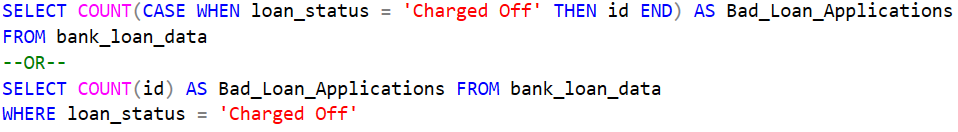 SELECT COUNT(CASE WHEN loan_status = 'Charged Off' THEN id END) AS Bad_Loan_Applications
FROM bank_loan_data
--OR--
SELECT COUNT(id) AS Bad_Loan_Applications FROM bank_loan_data
WHERE loan_status = 'Charged Off'